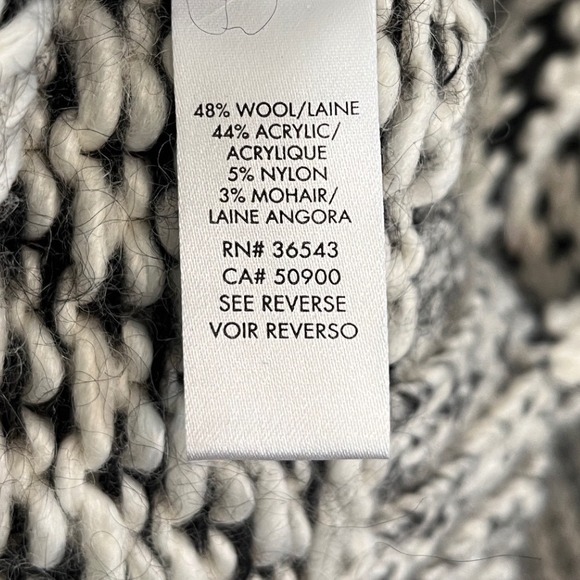 48% WOOL/LAINE
44% ACRYLIC/
ACRYLIQUE
5% NYLON
3% MOHAIR/
LAINE ANGORA
RN# 36543
CA# 50900
SEE REVERSE
VOIR REVERSO